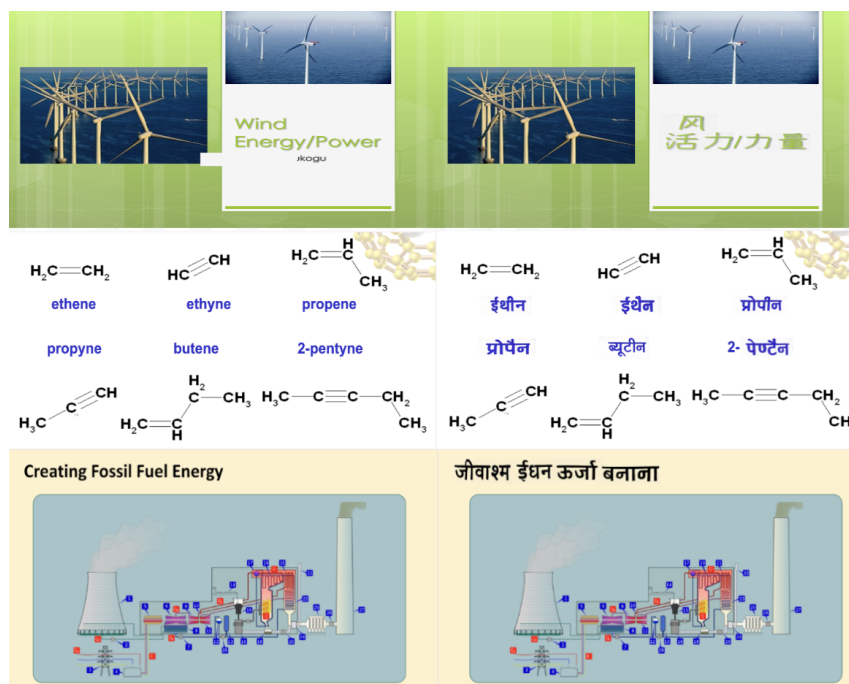 Wind
Energy/Power
ɹkogu
风
活力/力量
H₂C=CH₂
HC≡CH
H₂C=CH-CH₃
ethene
ethyne
propene
propyne
butene
2-pentyne
H₃C-C≡CH
H₂C=CH-CH₂-CH₃
H₃C-C≡C-CH₂-CH₃
H₂C=CH₂
HC≡CH
H₂C=CH-CH₃
ईथीन
ईथैन
प्रोपीन
प्रोपैन
ब्यूटीन
2- पेण्टैन
H₃C-C≡CH
H₂C=CH-CH₂-CH₃
H₃C-C≡C-CH₂-CH
Creating Fossil Fuel Energy
जीवाश्म ईधन ऊर्जा बनाना